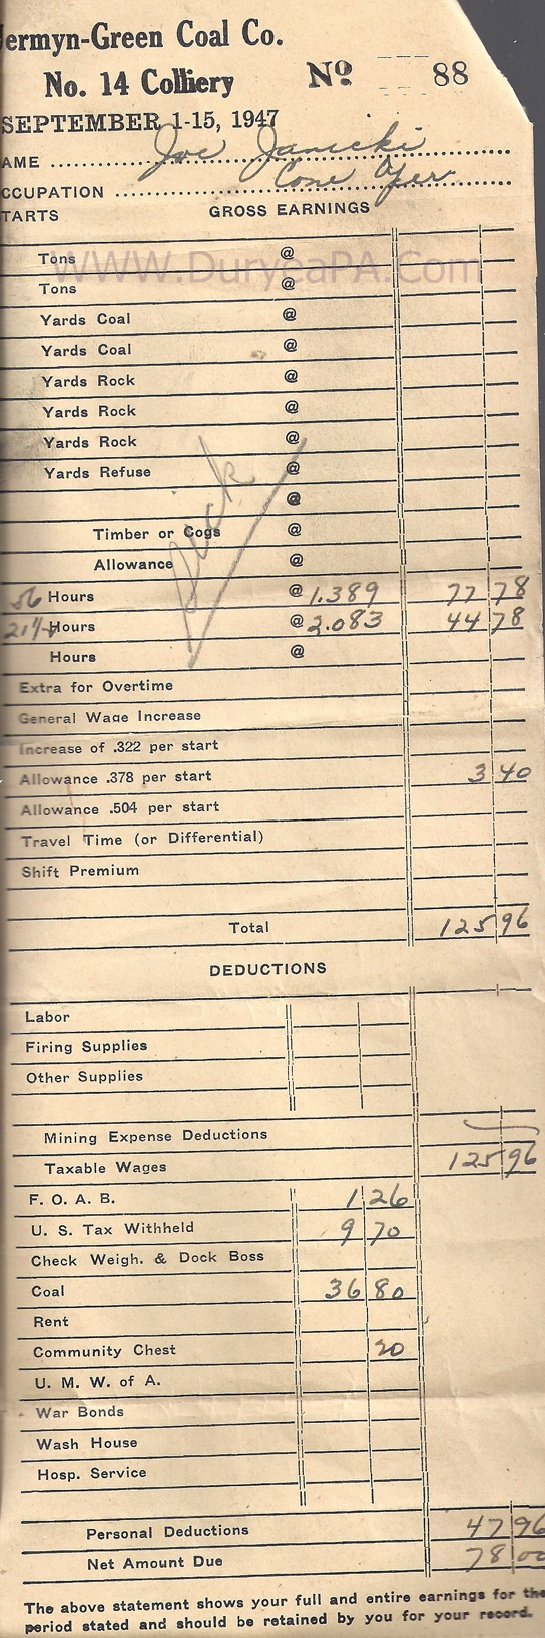 ermyn-Green Coal Co.
No. 14 Colliery Nº 88
SEPTEMBER 1-15, 1947
AME Joe Janicki
CCUPATION Cone Oper
TARTS GROSS EARNINGS
WWW.DuryeaPA.Com
Tons @
Tons @
Yards Coal @
Yards Coal @
Yards Rock @
Yards Rock @
Yards Rock @
Yards Refuse @
@
Timber or Cogs @
Allowance @
56 Hours @ 1.389 77 78
21½ Hours @ 2.083 44 78
Hours @
Extra for Overtime
General Wage Increase
Increase of .322 per start
Allowance .378 per start 3 40
Allowance .504 per start
Travel Time (or Differential)
Shift Premium
Total 125 96
DEDUCTIONS
Labor
Firing Supplies
Other Supplies
Mining Expense Deductions
Taxable Wages 125 96
F. O. A. B. 1 26
U. S. Tax Withheld 9 70
Check Weigh. & Dock Boss
Coal 36 80
Rent
Community Chest 20
U. M. W. of A.
War Bonds
Wash House
Hosp. Service
Personal Deductions 47 96
Net Amount Due 78 00
The above statement shows your full and entire earnings for the
period stated and should be retained by you for your record.